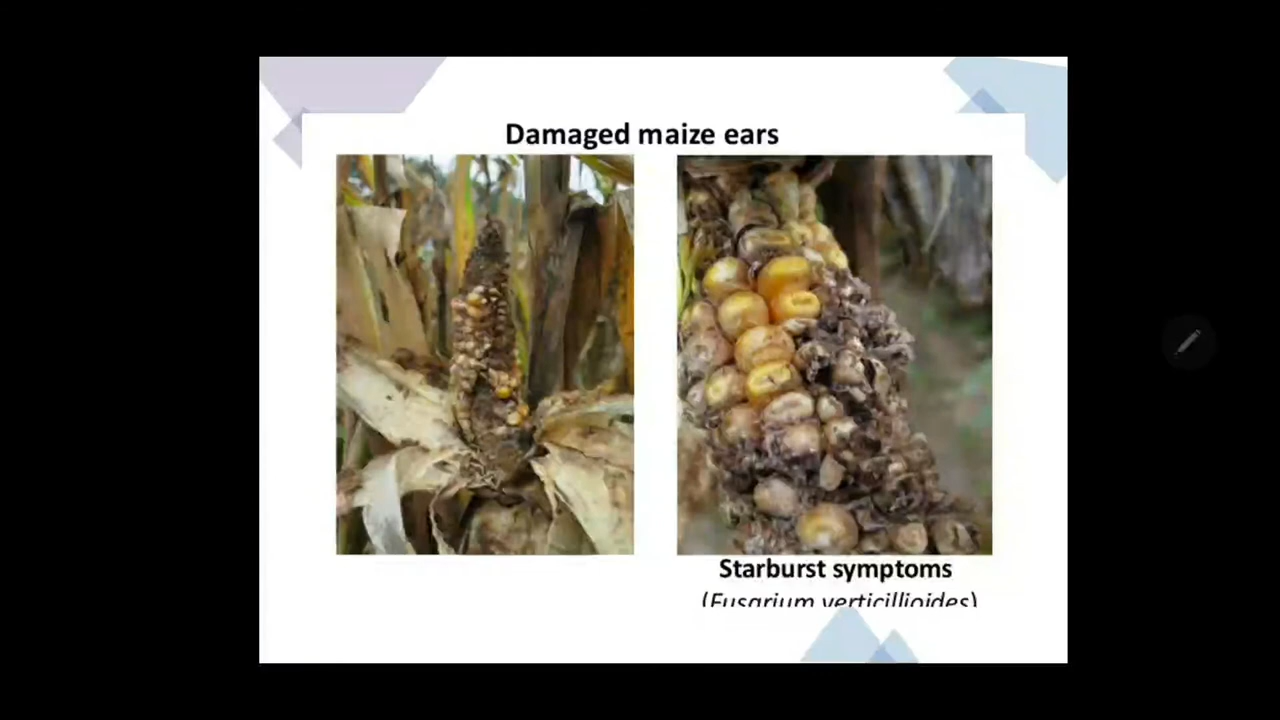 Damaged maize ears
Starburst symptoms
(Fusarium verticillioides)